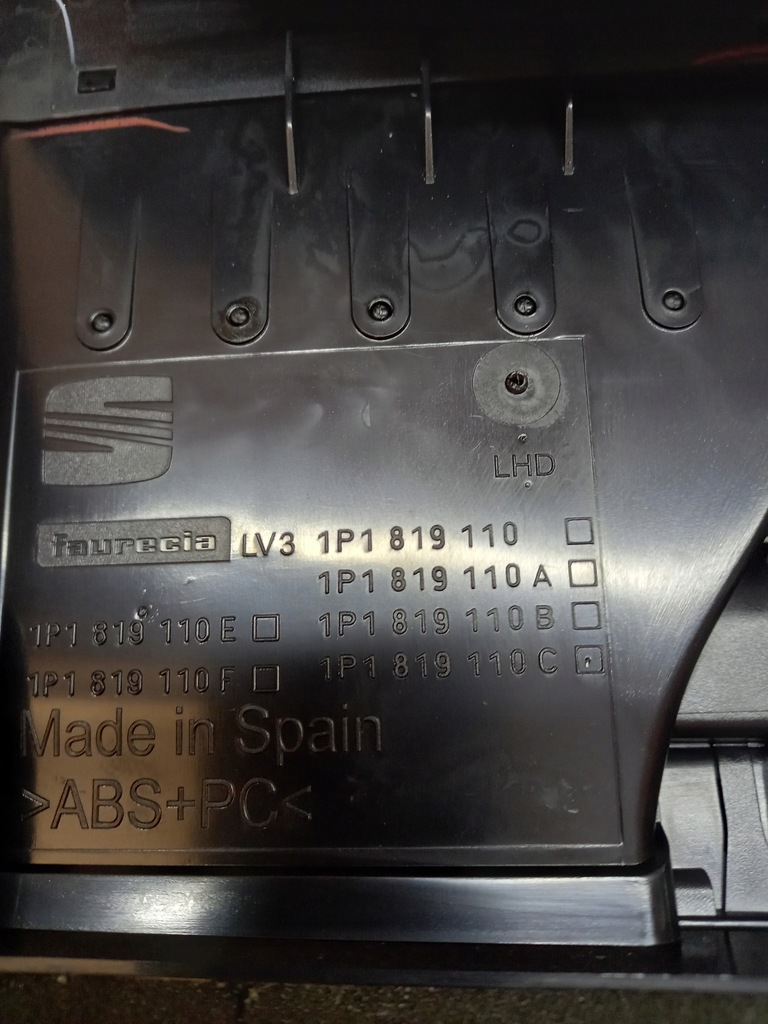 LHD
faurecia LV3 1P1 819 110
1P1 819 110 A
1P1 819 110 E 1P1 819 110 B
1P1 819 110 F 1P1 819 110 C
Made in Spain
>ABS+PC<